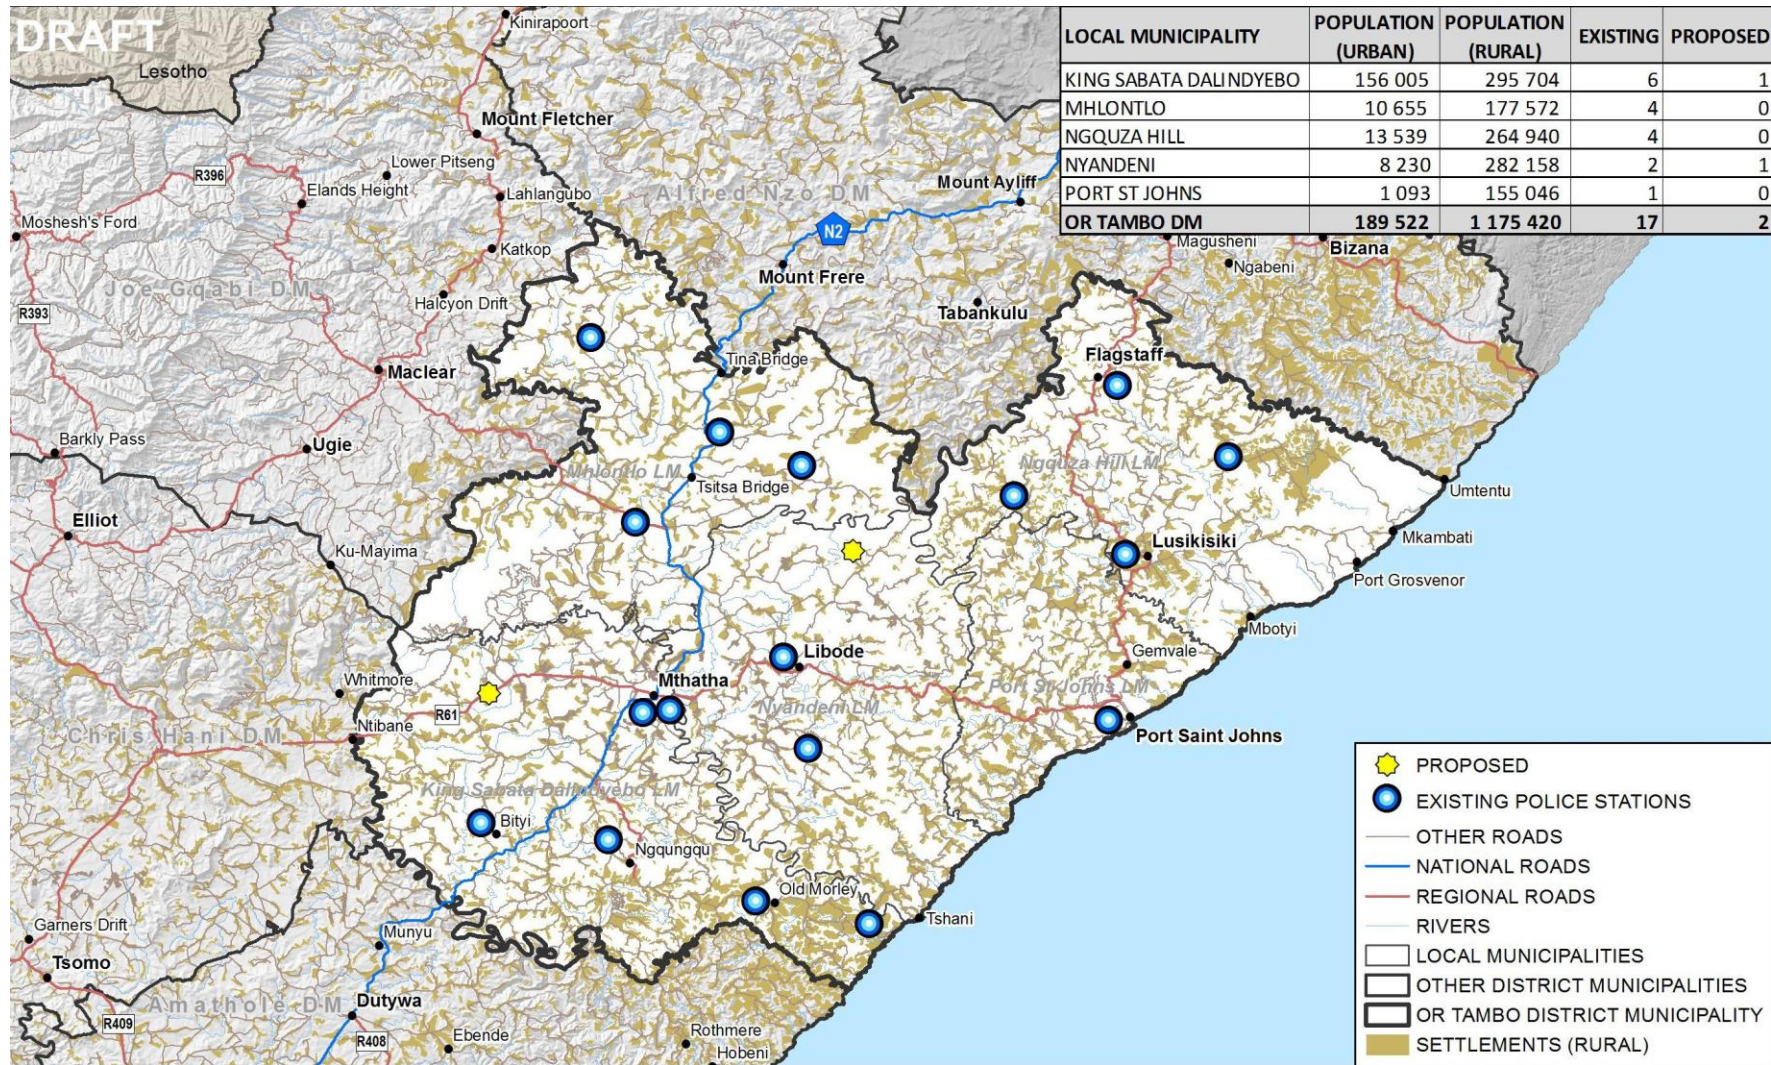 DRAFT
Lesotho
Kinirapoort
LOCAL MUNICIPALITY POPULATION (URBAN) POPULATION (RURAL) EXISTING PROPOSED
KING SABATA DALINDYEBO 156 005 295 704 6 1
MHLONTLO 10 655 177 572 4 0
NGQUZA HILL 13 539 264 940 4 0
NYANDENI 8 230 282 158 2 1
PORT ST JOHNS 1 093 155 046 1 0
OR TAMBO DM 189 522 1 175 420 17 2
Mount Fletcher
Lower Pitseng
R396
Elands Height
Lahlangubo
Alfred Nzo DM
Mount Ayliff
Moshesh's Ford
N2
Katkop
Magusheni
Bizana
Mount Frere
Ngabeni
Joe Gqabi DM
Halcyon Drift
R393
Tabankulu
Tina Bridge
Flagstaff
Maclear
Barkly Pass
Ugie
Mhlontlo LM
Ngquza Hill LM
Tsitsa Bridge
Umtentu
Elliot
Ku-Mayima
Lusikisiki
Mkambati
Port Grosvenor
Mbotyi
Libode
Gemvale
Whitmore
Mthatha
Port St Johns LM
R61
Nyandeni LM
Ntibane
Chris Hani DM
Port Saint Johns
King Sabata Dalindyebo LM
Bityi
Ngqungqu
Old Morley
Tshani
Garners Drift
Munyu
Tsomo
Amathole DM
Dutywa
R409
R408
Ebende
Rothmere
Hobeni
PROPOSED
EXISTING POLICE STATIONS
OTHER ROADS
NATIONAL ROADS
REGIONAL ROADS
RIVERS
LOCAL MUNICIPALITIES
OTHER DISTRICT MUNICIPALITIES
OR TAMBO DISTRICT MUNICIPALITY
SETTLEMENTS (RURAL)